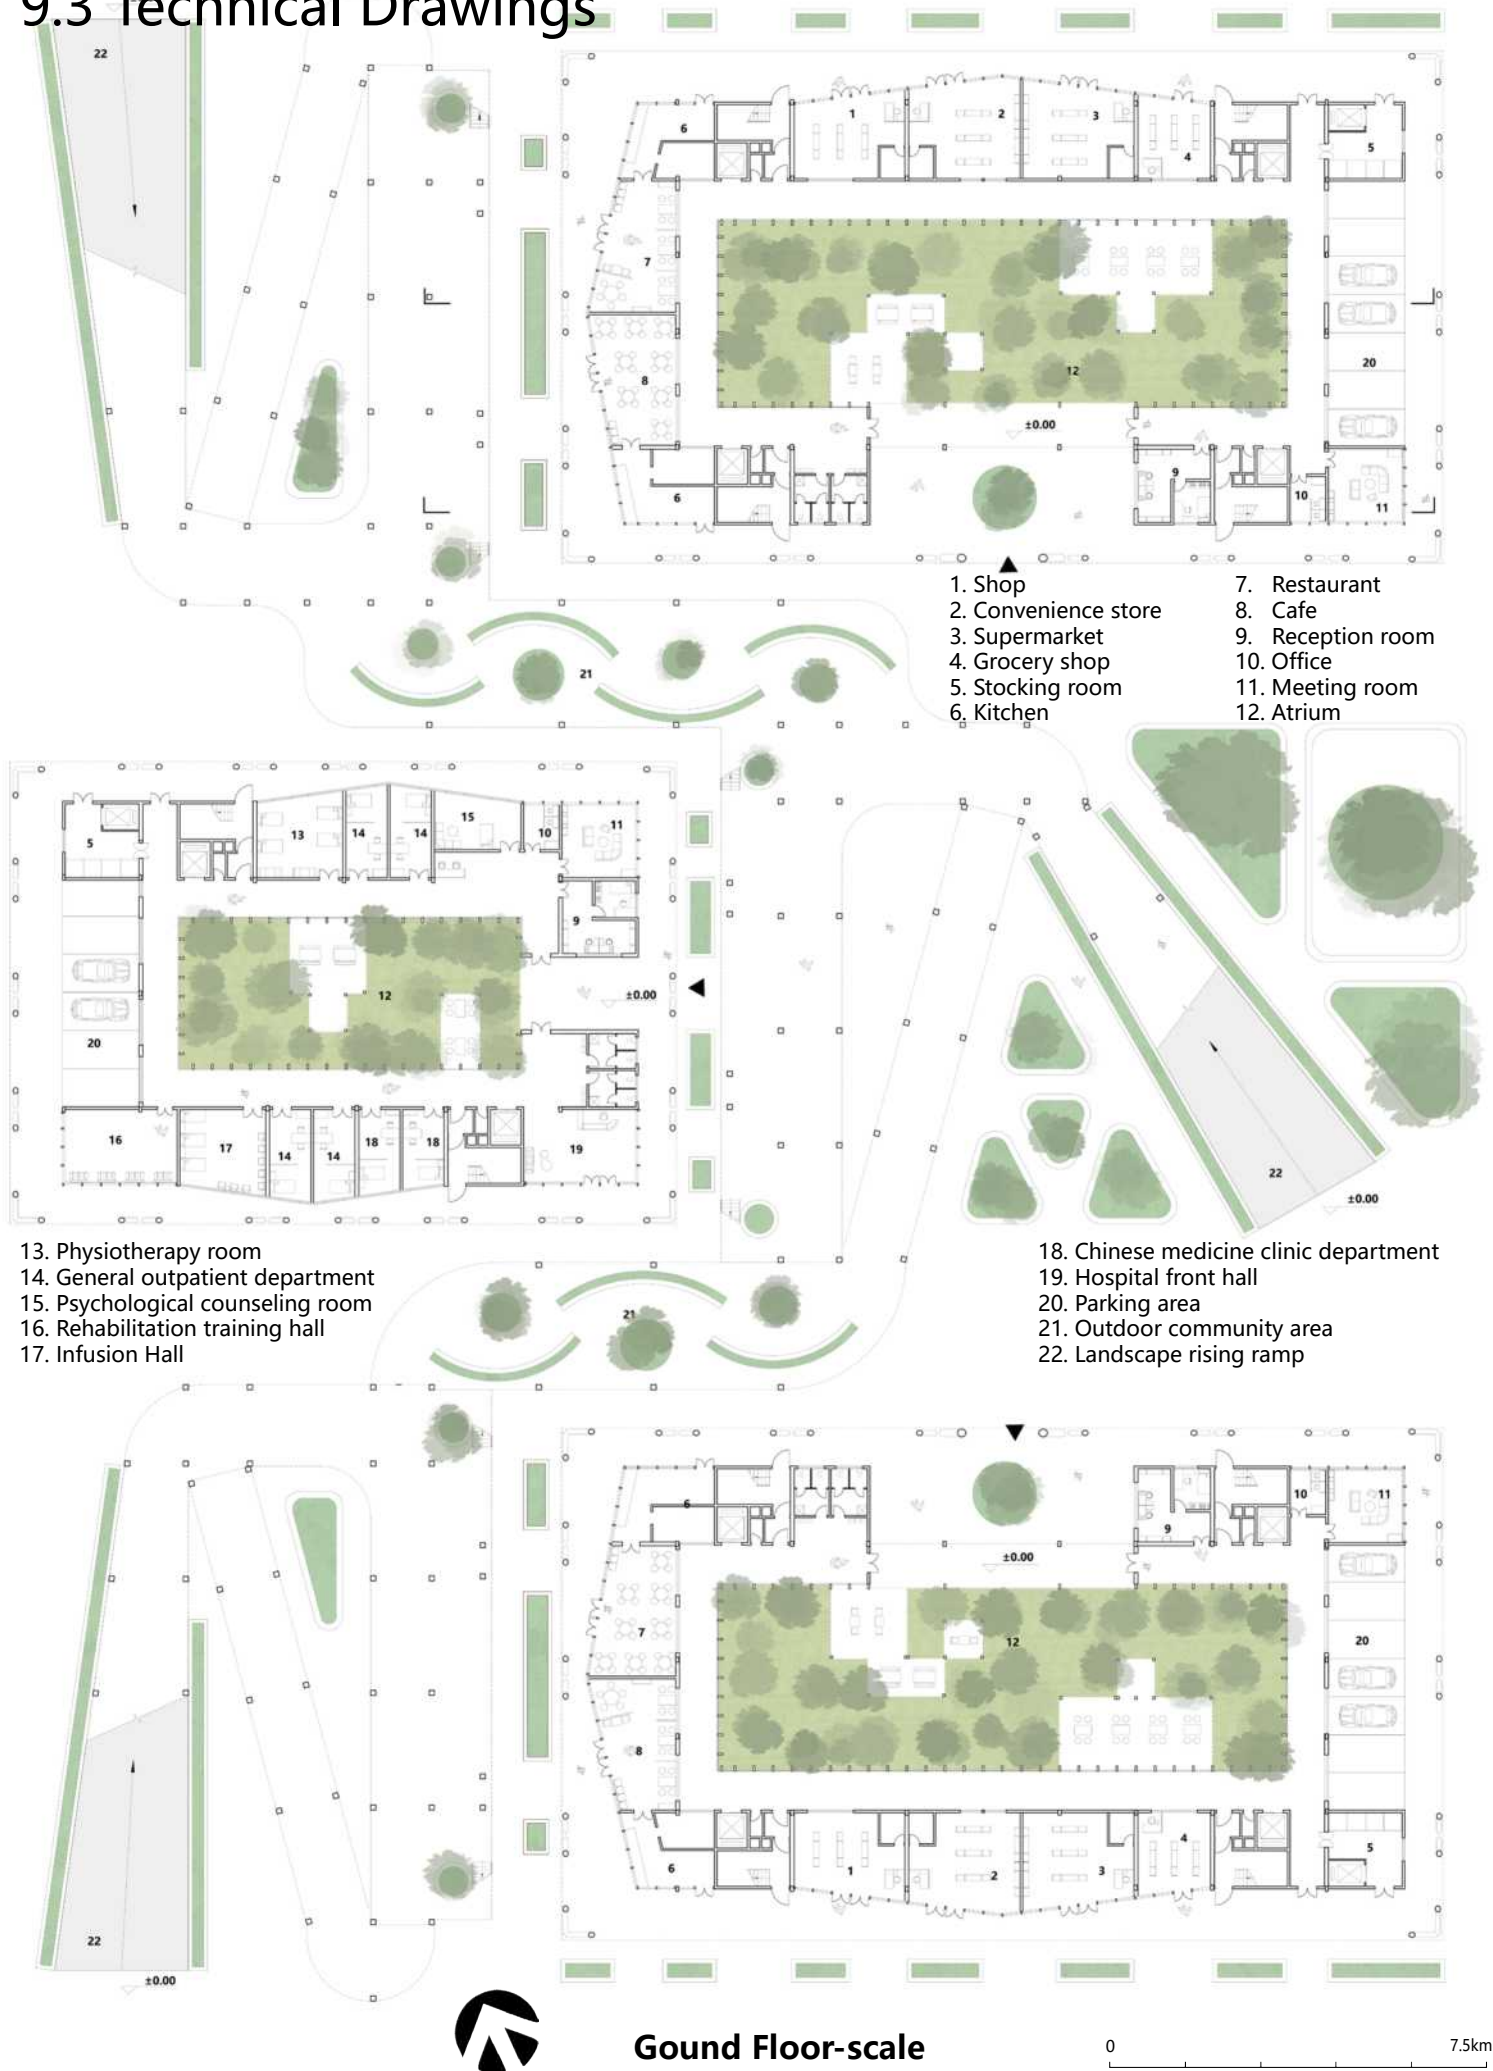 9.3 Technical Drawings
22
1
2
3
4
5
6
7
8
20
12
±0.00
6
9
10
11
1. Shop
2. Convenience store
3. Supermarket
4. Grocery shop
5. Stocking room
6. Kitchen
7. Restaurant
8. Cafe
9. Reception room
10. Office
11. Meeting room
12. Atrium
21
5
13
14
14
15
10
11
9
12
±0.00
20
16
17
14
14
18
18
19
22
±0.00
13. Physiotherapy room
14. General outpatient department
15. Psychological counseling room
16. Rehabilitation training hall
17. Infusion Hall
18. Chinese medicine clinic department
19. Hospital front hall
20. Parking area
21. Outdoor community area
22. Landscape rising ramp
21
6
9
10
11
±0.00
7
12
20
8
6
1
2
3
4
5
22
±0.00
Gound Floor-scale
0
7.5km